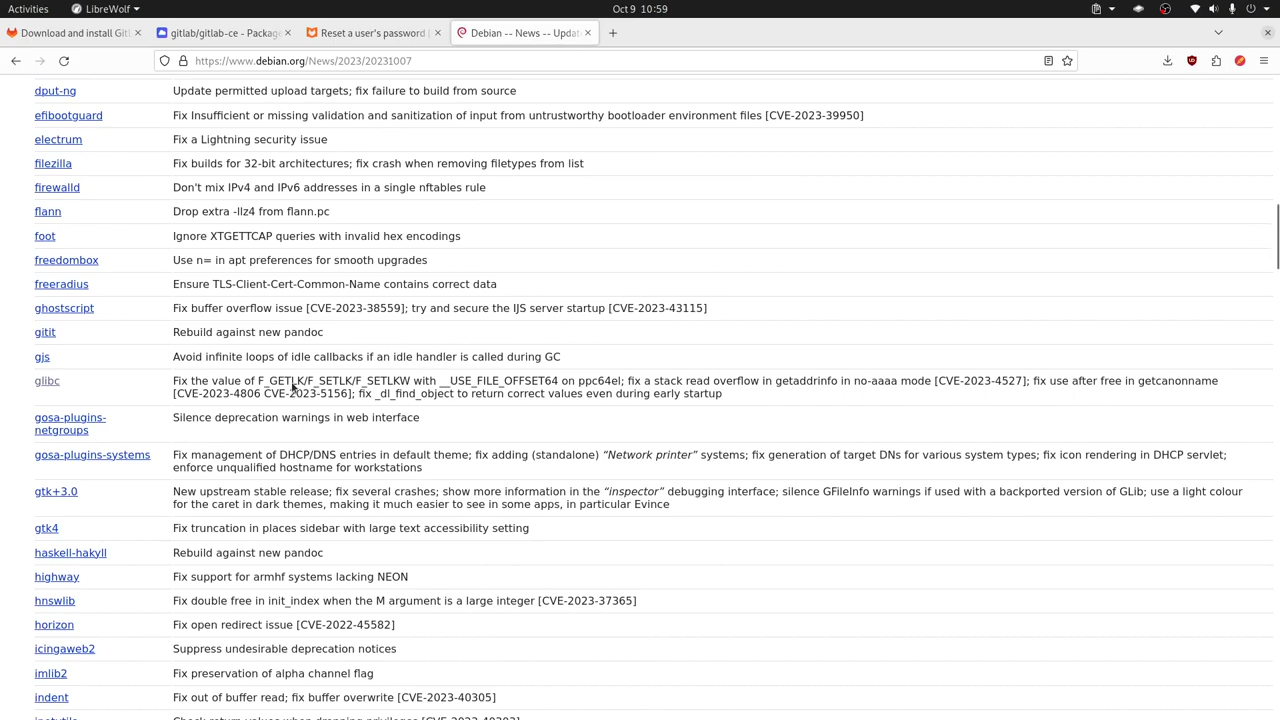 Activities LibreWolf Oct 9 10:59
Download and install Gitl gitlab/gitlab-ce - Package Reset a user's password | Debian -- News -- Updat
https://www.debian.org/News/2023/20231007
dput-ng Update permitted upload targets; fix failure to build from source
efibootguard Fix Insufficient or missing validation and sanitization of input from untrustworthy bootloader environment files [CVE-2023-39950]
electrum Fix a Lightning security issue
filezilla Fix builds for 32-bit architectures; fix crash when removing filetypes from list
firewalld Don't mix IPv4 and IPv6 addresses in a single nftables rule
flann Drop extra -llz4 from flann.pc
foot Ignore XTGETTCAP queries with invalid hex encodings
freedombox Use n= in apt preferences for smooth upgrades
freeradius Ensure TLS-Client-Cert-Common-Name contains correct data
ghostscript Fix buffer overflow issue [CVE-2023-38559]; try and secure the IJS server startup [CVE-2023-43115]
gitit Rebuild against new pandoc
gjs Avoid infinite loops of idle callbacks if an idle handler is called during GC
glibc Fix the value of F_GETLK/F_SETLK/F_SETLKW with __USE_FILE_OFFSET64 on ppc64el; fix a stack read overflow in getaddrinfo in no-aaaa mode [CVE-2023-4527]; fix use after free in getcanonname
[CVE-2023-4806 CVE-2023-5156]; fix _dl_find_object to return correct values even during early startup
gosa-plugins- Silence deprecation warnings in web interface
netgroups
gosa-plugins-systems Fix management of DHCP/DNS entries in default theme; fix adding (standalone) “Network printer” systems; fix generation of target DNs for various system types; fix icon rendering in DHCP servlet;
enforce unqualified hostname for workstations
gtk+3.0 New upstream stable release; fix several crashes; show more information in the “inspector” debugging interface; silence GFileInfo warnings if used with a backported version of GLib; use a light colour
for the caret in dark themes, making it much easier to see in some apps, in particular Evince
gtk4 Fix truncation in places sidebar with large text accessibility setting
haskell-hakyll Rebuild against new pandoc
highway Fix support for armhf systems lacking NEON
hnswlib Fix double free in init_index when the M argument is a large integer [CVE-2023-37365]
horizon Fix open redirect issue [CVE-2022-45582]
icingaweb2 Suppress undesirable deprecation notices
imlib2 Fix preservation of alpha channel flag
indent Fix out of buffer read; fix buffer overwrite [CVE-2023-40305]
inetutils Check return values when dropping privileges [CVE-2023-40303]